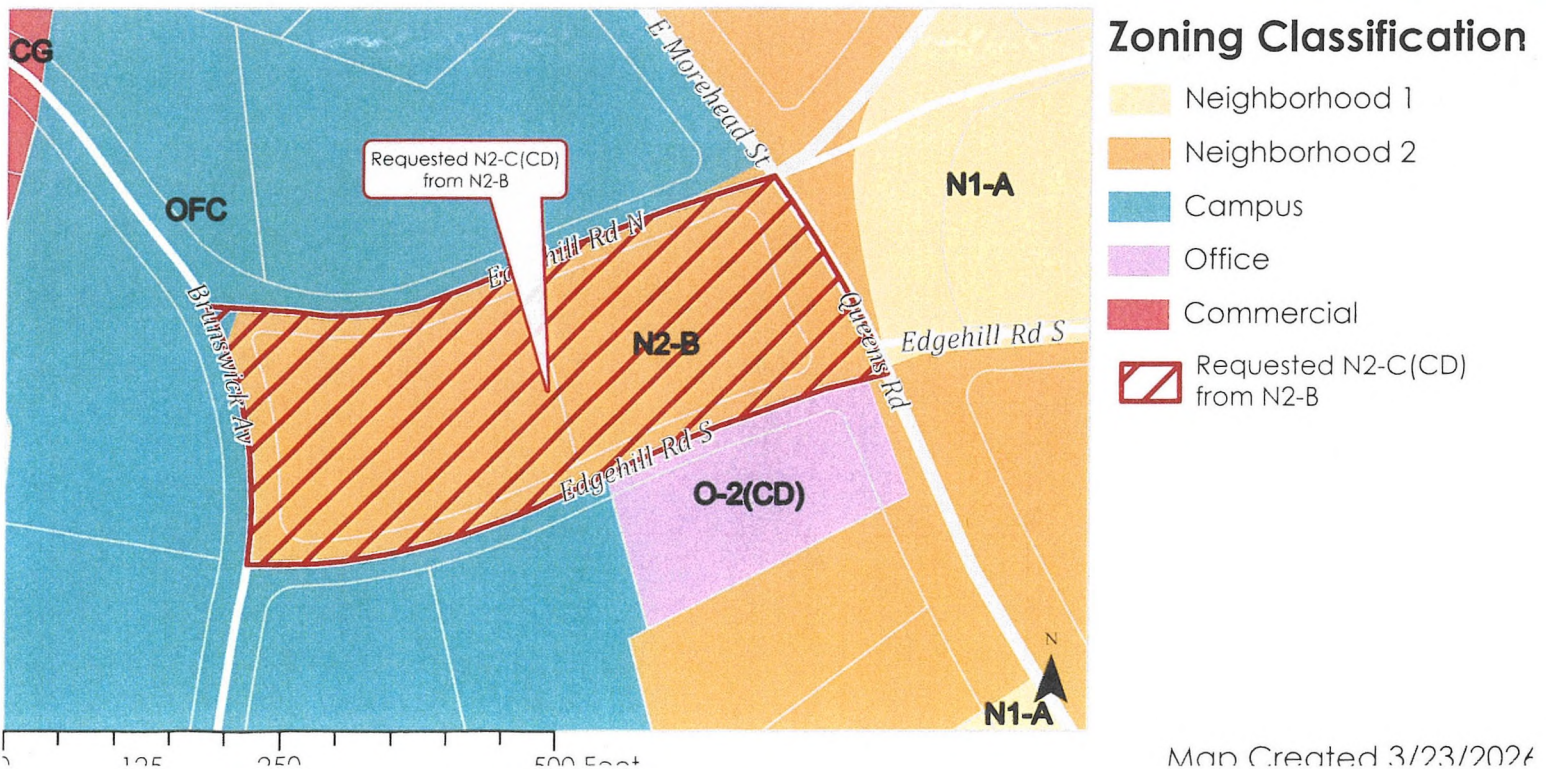 CG
E Morehead St
Requested N2-C(CD)
from N2-B
OFC
N1-A
Edgehill Rd N
Brunswick Av
N2-B
Queens Rd
Edgehill Rd S
Edgehill Rd S
O-2(CD)
N
N1-A
0 125 250 500 Feet
Zoning Classification
Neighborhood 1
Neighborhood 2
Campus
Office
Commercial
Requested N2-C(CD)
from N2-B
Map Created 3/23/2026